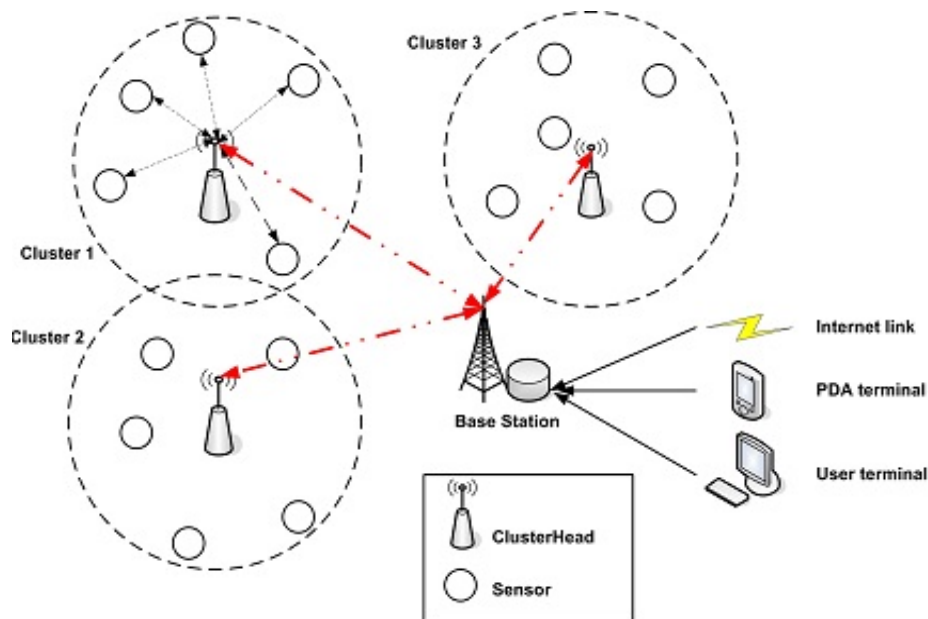 Cluster 3
Cluster 1
Cluster 2
Internet link
PDA terminal
Base Station
User terminal
ClusterHead
Sensor